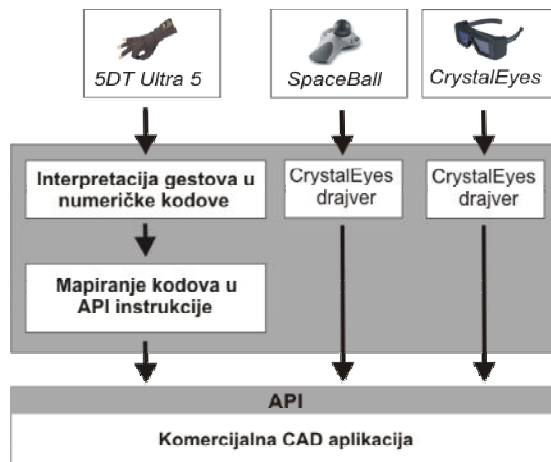 5DT Ultra 5
SpaceBall
CrystalEyes
Interpretacija gestova u
numeričke kodove
CrystalEyes
drajver
CrystalEyes
drajver
Mapiranje kodova u
API instrukcije
API
Komercijalna CAD aplikacija